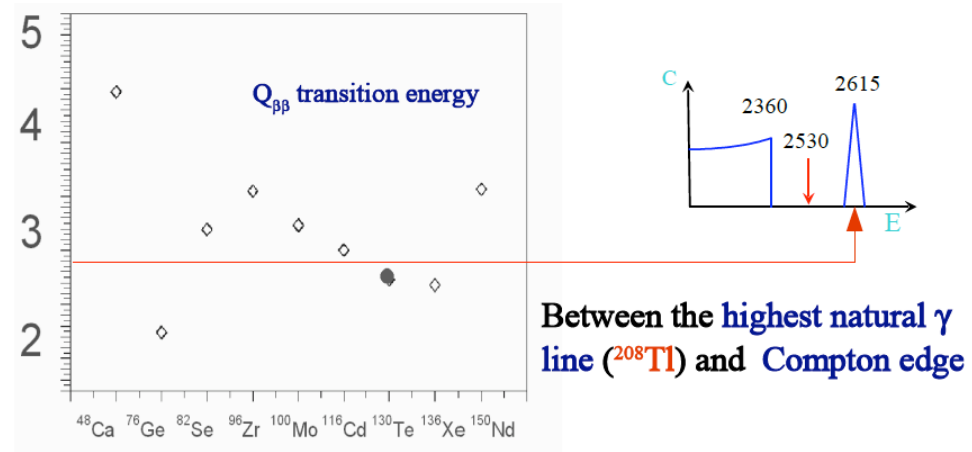 5
4
3
2
Q_ββ transition energy
⁴⁸Ca ⁷⁶Ge ⁸²Se ⁹⁶Zr ¹⁰⁰Mo ¹¹⁶Cd ¹³⁰Te ¹³⁶Xe ¹⁵⁰Nd
C
2360
2530
2615
E
Between the highest natural γ
line (²⁰⁸Tl) and Compton edge